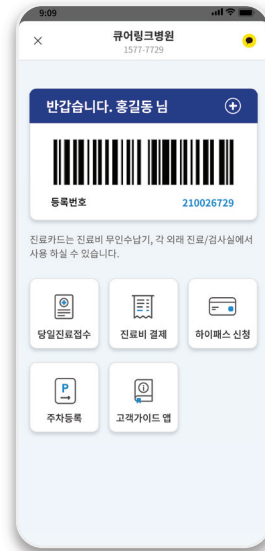 9:09
큐어링크병원
1577-7729
반갑습니다. 홍길동 님
등록번호 210026729
진료카드는 진료비 무인수납기, 각 외래 진료/검사실에서
사용 하실 수 있습니다.
당일진료접수 진료비 결제 하이패스 신청
P
주차등록 고객가이드 앱